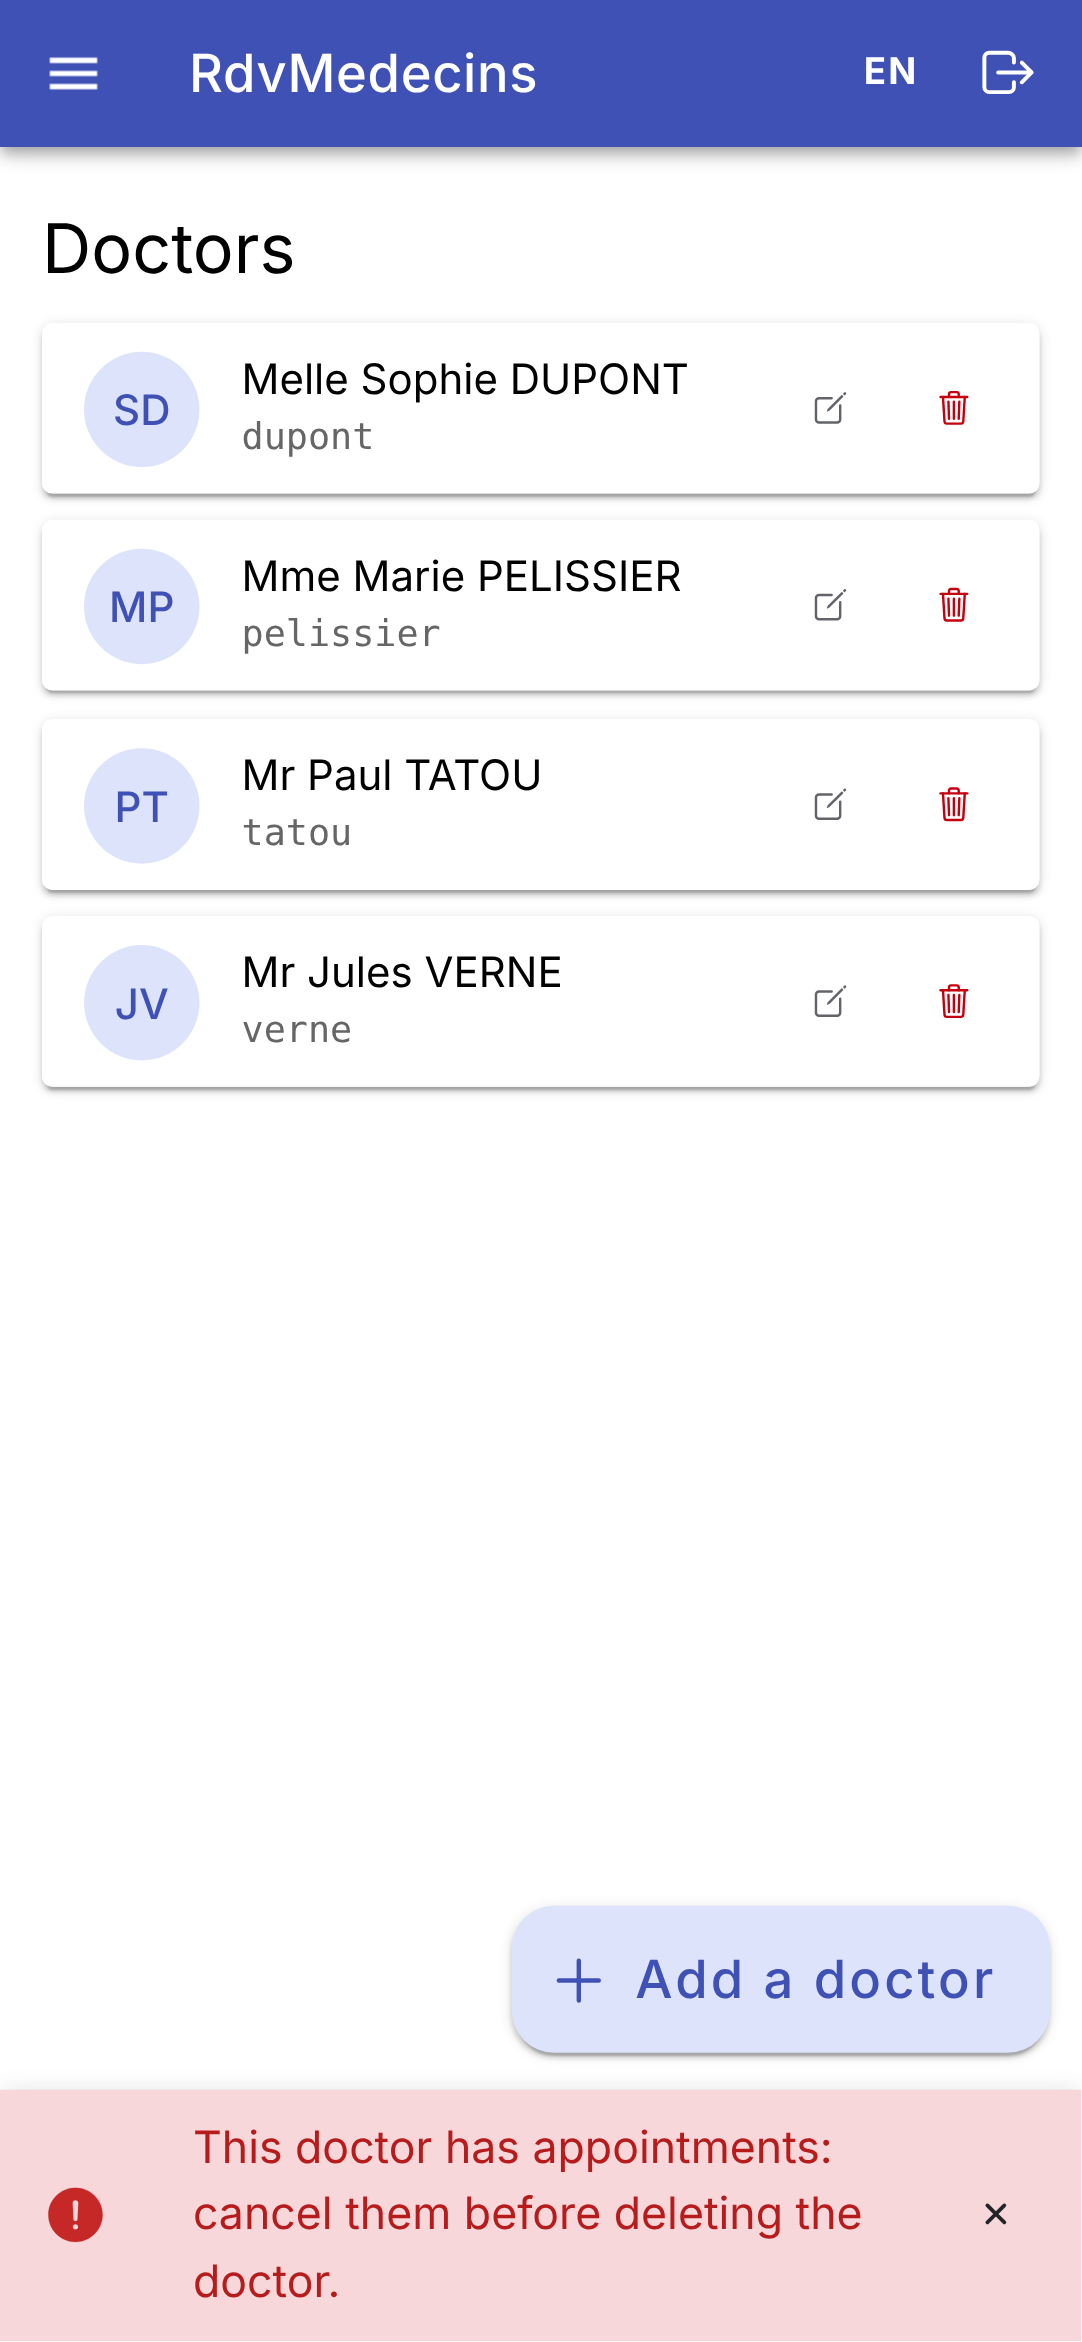 RdvMedecins
EN
Doctors
SD
Melle Sophie DUPONT
dupont
MP
Mme Marie PELISSIER
pelissier
PT
Mr Paul TATOU
tatou
JV
Mr Jules VERNE
verne
+ Add a doctor
This doctor has appointments:
cancel them before deleting the
doctor.